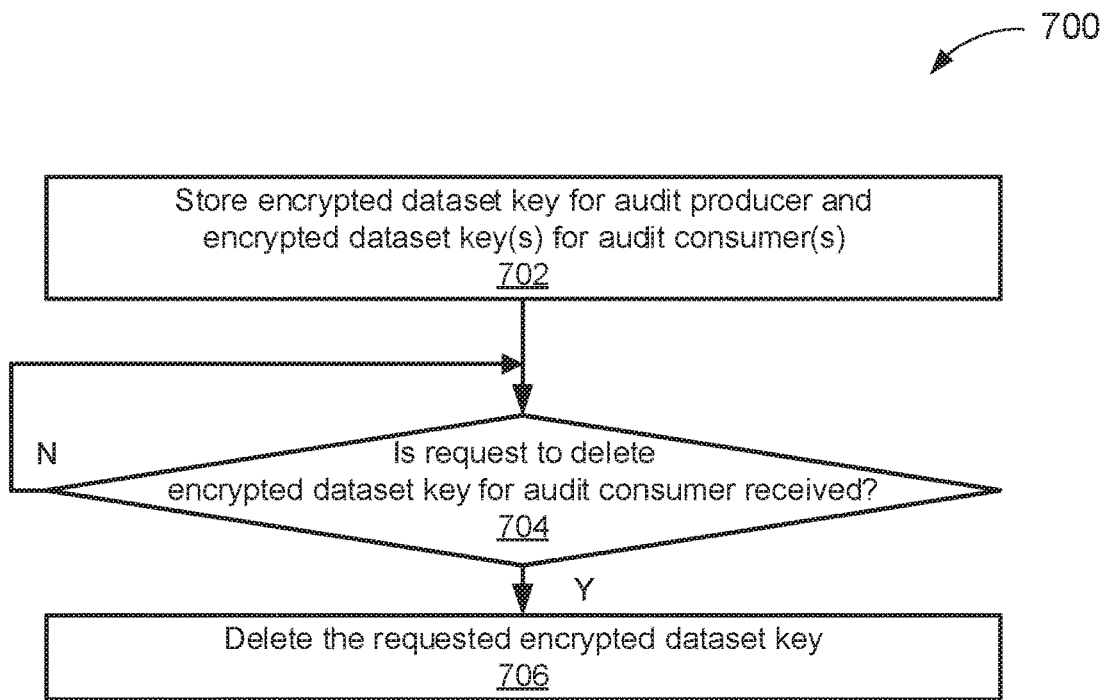 700
Store encrypted dataset key for audit producer and
encrypted dataset key(s) for audit consumer(s)
702
Is request to delete
N
encrypted dataset key for audit consumer received?
704
Y
Delete the requested encrypted dataset key
706